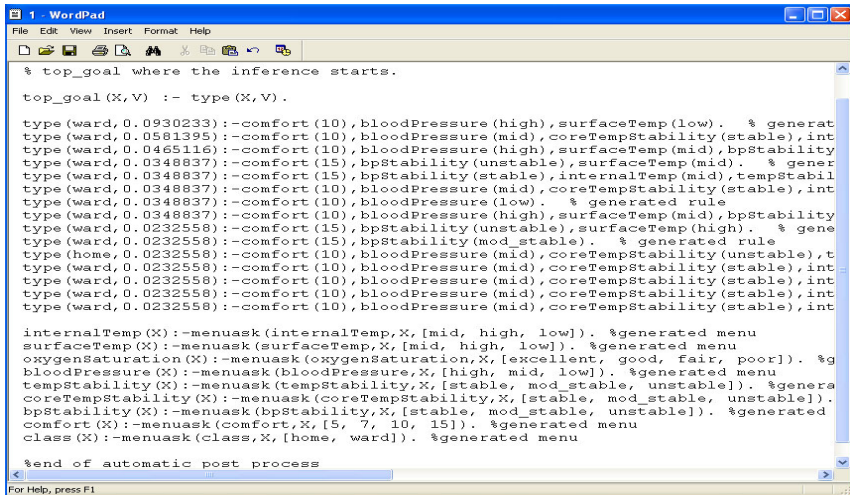 1 - WordPad
File Edit View Insert Format Help
% top_goal where the inference starts.
top_goal(X,V) :- type(X,V).
type(ward,0.0930233):-comfort(10),bloodPressure(high),surfaceTemp(low). % generat
type(ward,0.0581395):-comfort(10),bloodPressure(mid),coreTempStability(stable),int
type(ward,0.0465116):-comfort(10),bloodPressure(high),surfaceTemp(mid),bpStability
type(ward,0.0348837):-comfort(15),bpStability(unstable),surfaceTemp(mid). % gener
type(ward,0.0348837):-comfort(15),bpStability(stable),internalTemp(mid),tempStabil
type(ward,0.0348837):-comfort(10),bloodPressure(mid),coreTempStability(stable),int
type(ward,0.0348837):-comfort(10),bloodPressure(low). % generated rule
type(ward,0.0348837):-comfort(10),bloodPressure(high),surfaceTemp(mid),bpStability
type(ward,0.0232558):-comfort(15),bpStability(unstable),surfaceTemp(high). % gene
type(ward,0.0232558):-comfort(15),bpStability(mod_stable). % generated rule
type(home,0.0232558):-comfort(10),bloodPressure(mid),coreTempStability(unstable),t
type(ward,0.0232558):-comfort(10),bloodPressure(mid),coreTempStability(stable),int
type(ward,0.0232558):-comfort(10),bloodPressure(mid),coreTempStability(stable),int
type(ward,0.0232558):-comfort(10),bloodPressure(mid),coreTempStability(stable),int
internalTemp(X):-menuask(internalTemp,X,[mid, high, low]). %generated menu
surfaceTemp(X):-menuask(surfaceTemp,X,[mid, high, low]). %generated menu
oxygenSaturation(X):-menuask(oxygenSaturation,X,[excellent, good, fair, poor]). %g
bloodPressure(X):-menuask(bloodPressure,X,[high, mid, low]). %generated menu
tempStability(X):-menuask(tempStability,X,[stable, mod_stable, unstable]). %genera
coreTempStability(X):-menuask(coreTempStability,X,[stable, mod_stable, unstable]).
bpStability(X):-menuask(bpStability,X,[stable, mod_stable, unstable]). %generated
comfort(X):-menuask(comfort,X,[5, 7, 10, 15]). %generated menu
class(X):-menuask(class,X,[home, ward]). %generated menu
%end of automatic post process
For Help, press F1